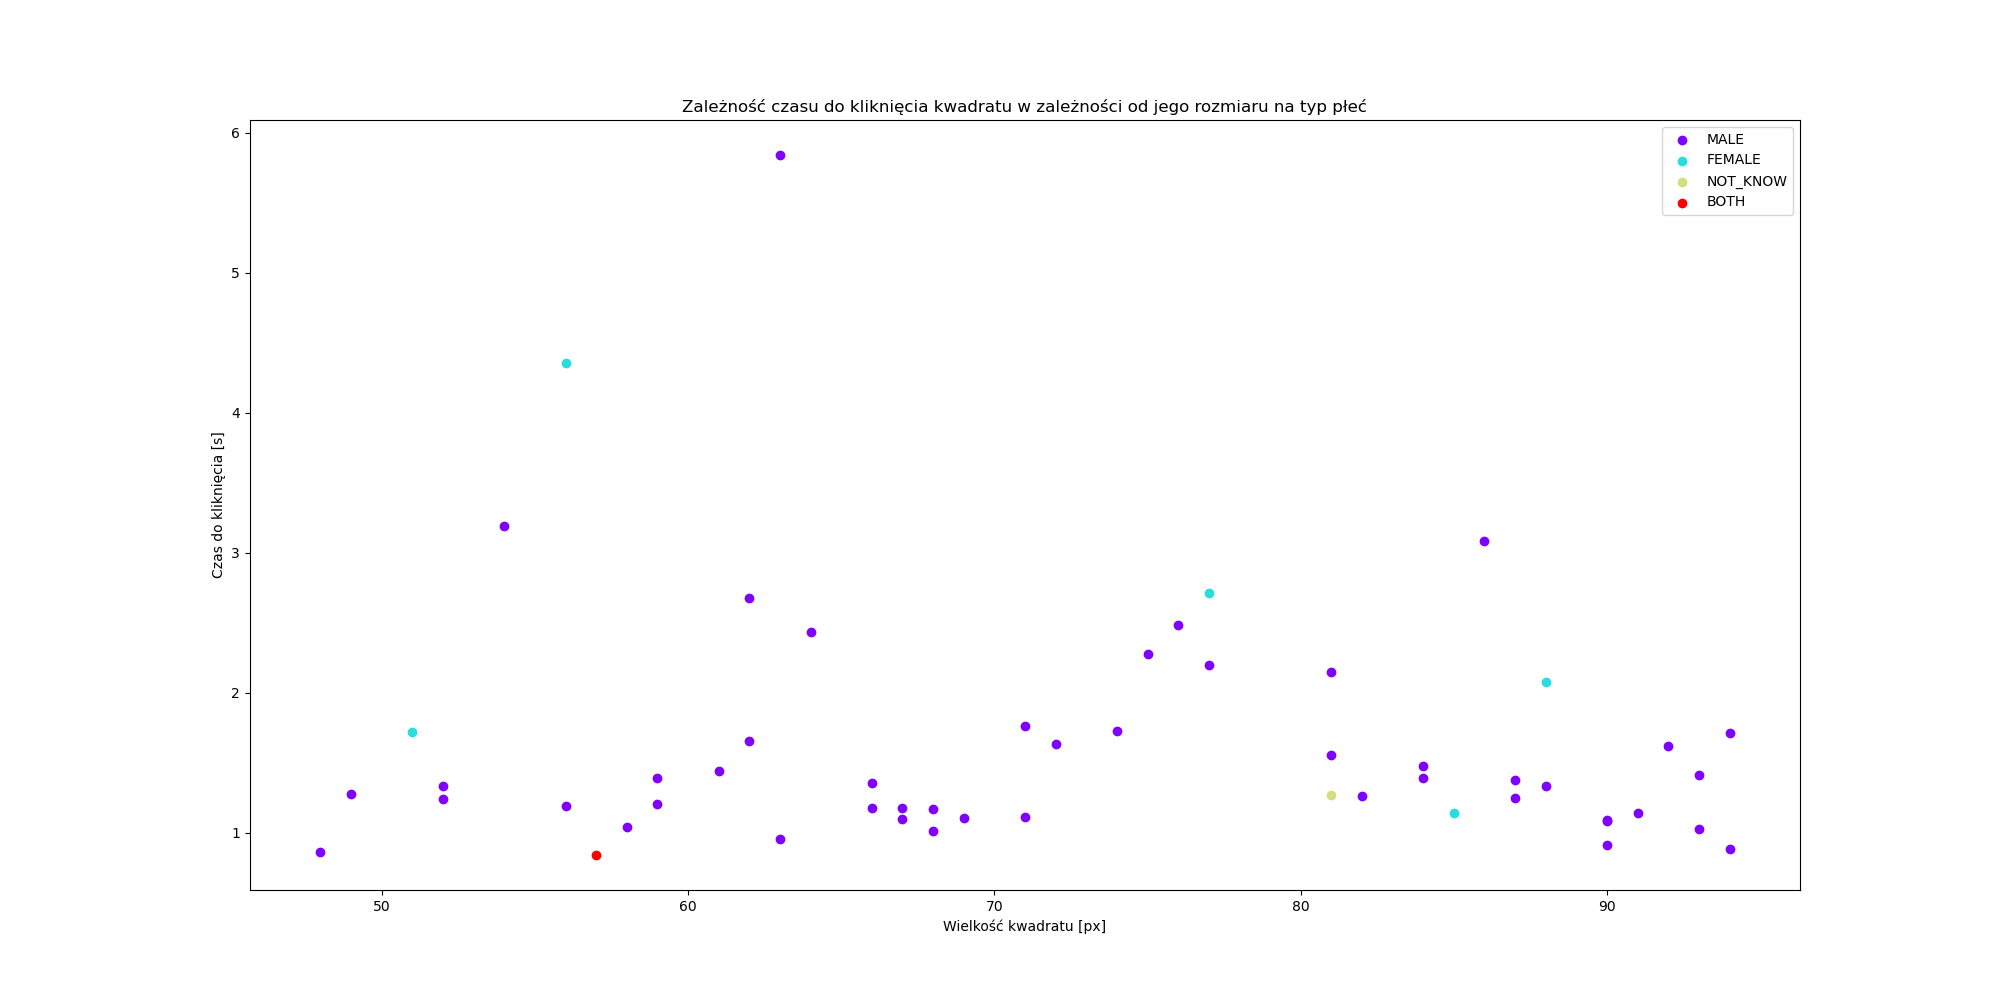 Zależność czasu do kliknięcia kwadratu w zależności od jego rozmiaru na typ płeć
MALE
FEMALE
NOT_KNOW
BOTH
6
5
4
3
2
1
Czas do kliknięcia [s]
50 60 70 80 90
Wielkość kwadratu [px]